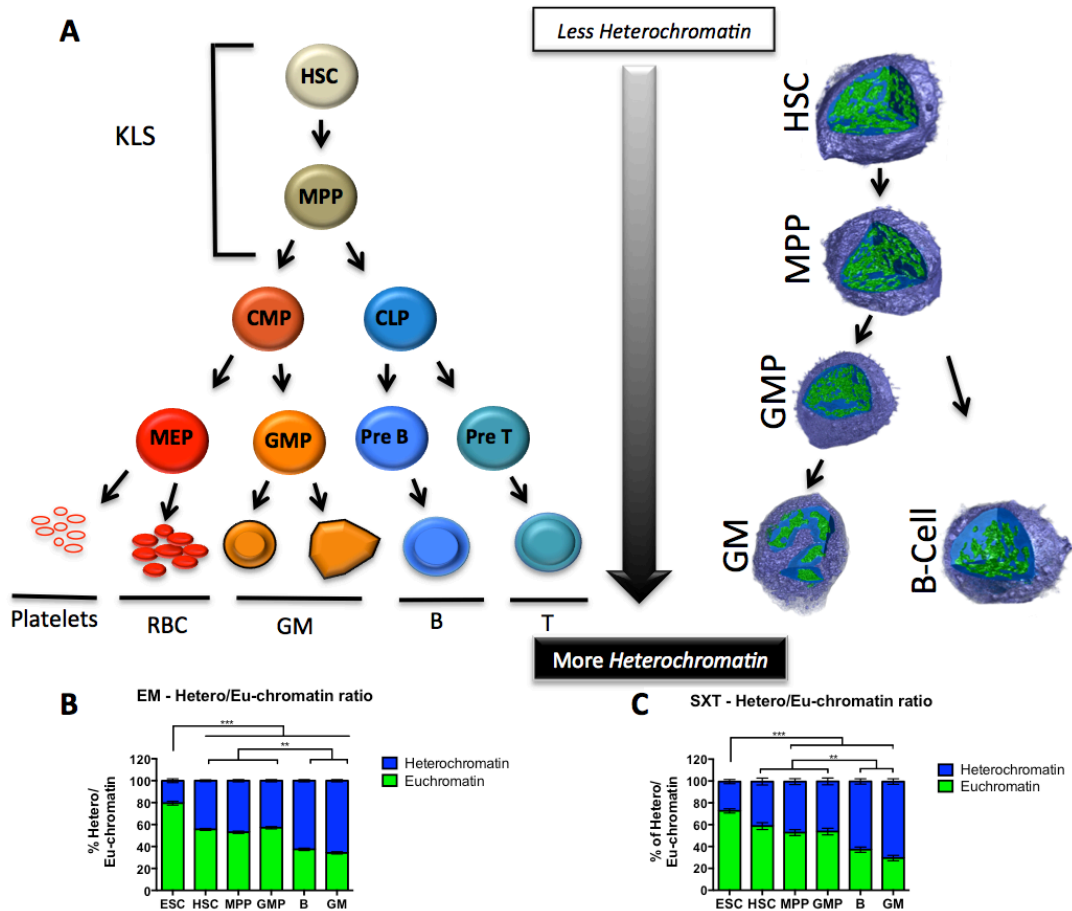 A
Less Heterochromatin
HSC
KLS
MPP
CMP
CLP
MEP
GMP
Pre B
Pre T
Platelets
RBC
GM
B
T
HSC
MPP
GMP
GM
B-Cell
More Heterochromatin
B
EM - Hetero/Eu-chromatin ratio
***
**
% Hetero/
Eu-chromatin
120
100
80
60
40
20
0
Heterochromatin
Euchromatin
ESC HSC MPP GMP B GM
C
SXT - Hetero/Eu-chromatin ratio
***
**
% of Hetero/
Eu-chromatin
120
100
80
60
40
20
0
Heterochromatin
Euchromatin
ESC HSC MPP GMP B GM